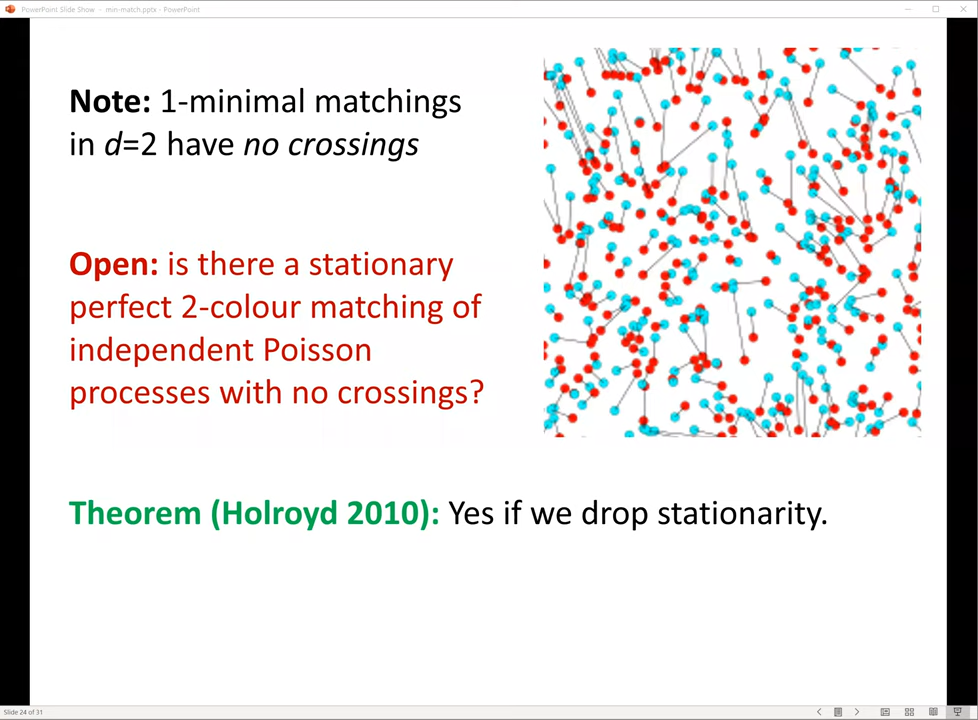 PowerPoint Slide Show - min-match.pptx - PowerPoint
Note: 1-minimal matchings
in d=2 have no crossings
Open: is there a stationary
perfect 2-colour matching of
independent Poisson
processes with no crossings?
Theorem (Holroyd 2010): Yes if we drop stationarity.
Slide 24 of 31